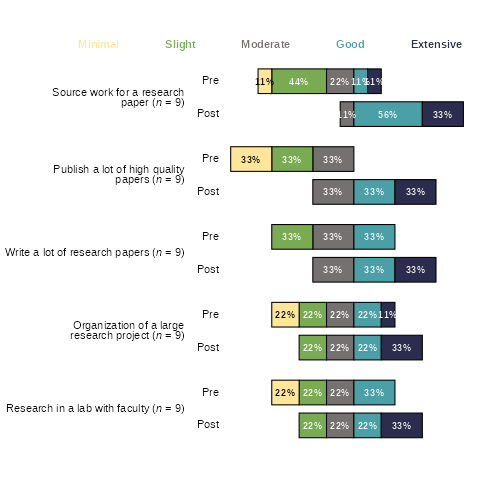 Minimal Slight Moderate Good Extensive
Source work for a research
paper (n = 9)
Pre 11% 44% 22% 11% 11%
Post 11% 56% 33%
Publish a lot of high quality
papers (n = 9)
Pre 33% 33% 33%
Post 33% 33% 33%
Write a lot of research papers (n = 9)
Pre 33% 33% 33%
Post 33% 33% 33%
Organization of a large
research project (n = 9)
Pre 22% 22% 22% 22% 11%
Post 22% 22% 22% 33%
Research in a lab with faculty (n = 9)
Pre 22% 22% 22% 33%
Post 22% 22% 22% 33%